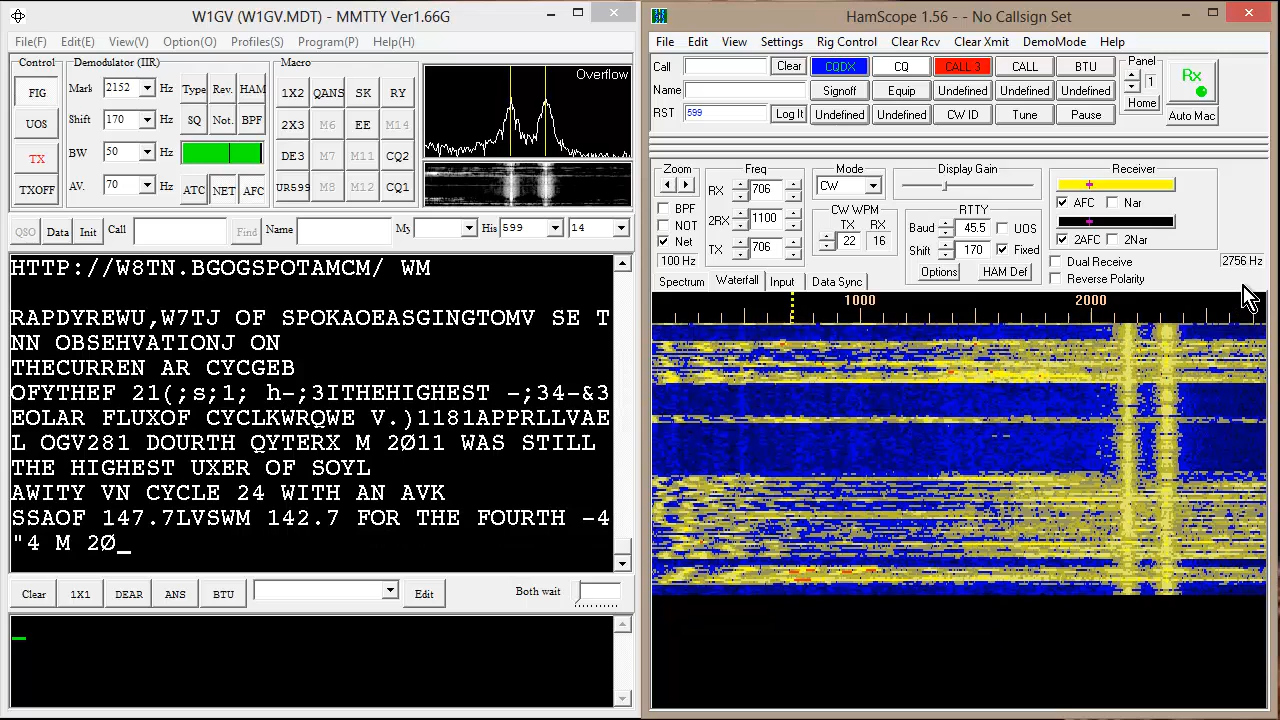 W1GV (W1GV.MDT) - MMTTY Ver1.66G
File(F) Edit(E) View(V) Option(O) Profiles(S) Program(P) Help(H)
Control Demodulator (IIR) Macro
FIG Mark 2152 Hz Type Rev. HAM 1X2 QANS SK RY
Overflow
UOS Shift 170 Hz SQ Not. BPF 2X3 M6 EE M14
TX BW 50 Hz DE3 M7 M11 CQ2
TXOFF AV. 70 Hz ATC NET AFC UR599 M8 M12 CQ1
QSO Data Init Call Find Name My His 599 14
HTTP://W8TN.BGOGSPOTAMCM/ WM
RAPDYREWU,W7TJ OF SPOKAOEASGINGTOMV SE T
NN OBSEHVATIONJ ON
THECURREN AR CYCGEB
OFYTHEF 21(;s;1; h-;3ITHEHIGHEST -;34-&3
EOLAR FLUXOF CYCLKWRQWE V.)1181APPRLLVAE
L OGV281 DOURTH QYTERX M 2Ø11 WAS STILL
THE HIGHEST UXER OF SOYL
AWITY VN CYCLE 24 WITH AN AVK
SSAOF 147.7LVSWM 142.7 FOR THE FOURTH -4
"4 M 2Ø_
Clear 1X1 DEAR ANS BTU Edit Both wait
HamScope 1.56 - - No Callsign Set
File Edit View Settings Rig Control Clear Rcv Clear Xmit DemoMode Help
Call Clear CQDX CQ CALL 3 CALL BTU Panel 1 Rx
Name Signoff Equip Undefined Undefined Undefined Home
RST 599 Log It Undefined Undefined CW ID Tune Pause Auto Mac
Zoom Freq Mode Display Gain Receiver
RX 706 CW
BPF AFC Nar
NOT 2RX 1100 CW WPM RTTY
TX RX Baud 45.5 UOS
Net TX 706 22 16 Shift 170 Fixed 2AFC 2Nar
100 Hz Options HAM Def Dual Receive 2756 Hz
Spectrum Waterfall Input Data Sync Reverse Polarity
1000 2000